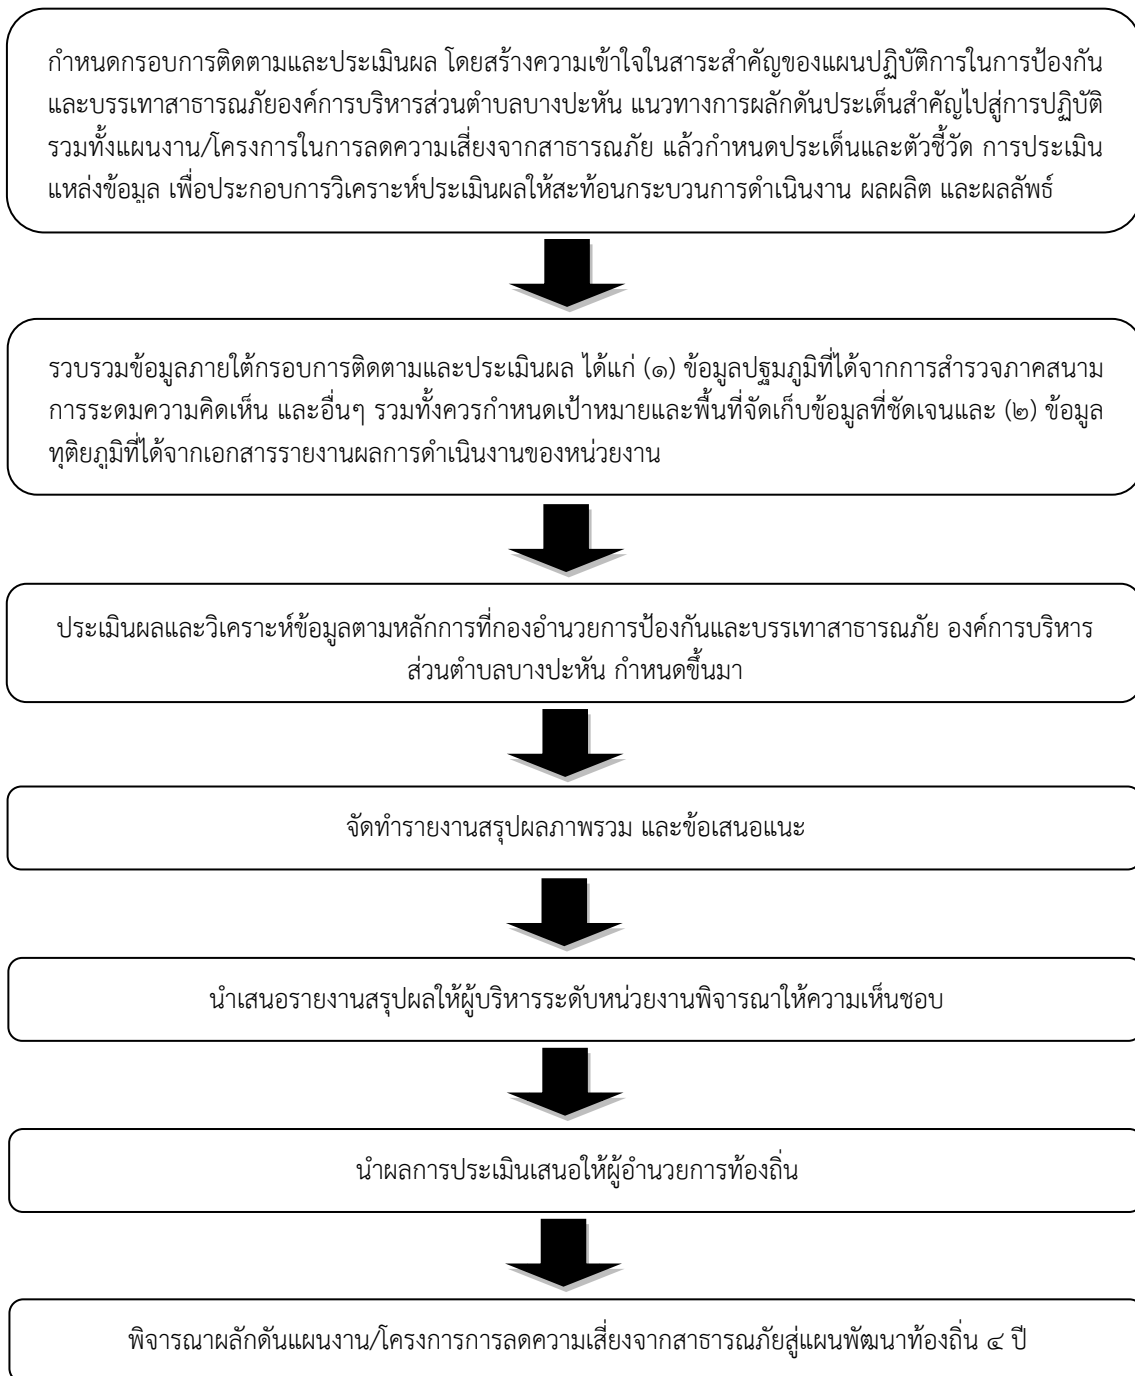 กำหนดกรอบการติดตามและประเมินผล โดยสร้างความเข้าใจในสาระสำคัญของแผนปฏิบัติการในการป้องกัน
และบรรเทาสาธารณภัยองค์การบริหารส่วนตำบลบางปะหัน แนวทางการผลักดันประเด็นสำคัญไปสู่การปฏิบัติ
รวมทั้งแผนงาน/โครงการในการลดความเสี่ยงจากสาธารณภัย แล้วกำหนดประเด็นและตัวชี้วัด การประเมิน
แหล่งข้อมูล เพื่อประกอบการวิเคราะห์ประเมินผลให้สะท้อนกระบวนการดำเนินงาน ผลผลิต และผลลัพธ์
รวบรวมข้อมูลภายใต้กรอบการติดตามและประเมินผล ได้แก่ (๑) ข้อมูลปฐมภูมิที่ได้จากการสำรวจภาคสนาม
การระดมความคิดเห็น และอื่นๆ รวมทั้งควรกำหนดเป้าหมายและพื้นที่จัดเก็บข้อมูลที่ชัดเจนและ (๒) ข้อมูล
ทุติยภูมิที่ได้จากเอกสารรายงานผลการดำเนินงานของหน่วยงาน
ประเมินผลและวิเคราะห์ข้อมูลตามหลักการที่กองอำนวยการป้องกันและบรรเทาสาธารณภัย องค์การบริหาร
ส่วนตำบลบางปะหัน กำหนดขึ้นมา
จัดทำรายงานสรุปผลภาพรวม และข้อเสนอแนะ
นำเสนอรายงานสรุปผลให้ผู้บริหารระดับหน่วยงานพิจารณาให้ความเห็นชอบ
นำผลการประเมินเสนอให้ผู้อำนวยการท้องถิ่น
พิจารณาผลักดันแผนงาน/โครงการการลดความเสี่ยงจากสาธารณภัยสู่แผนพัฒนาท้องถิ่น ๔ ปี